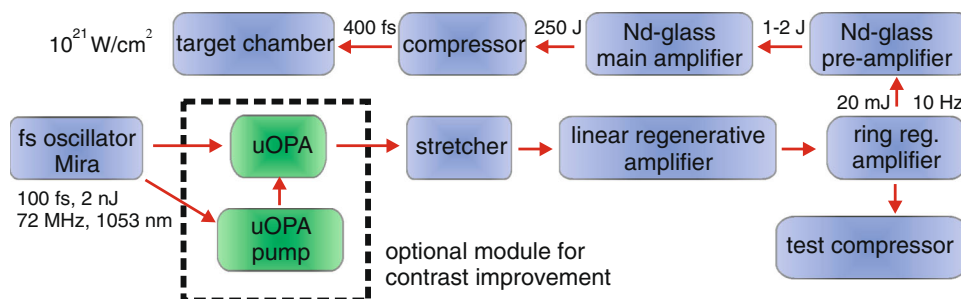 10²¹ W/cm²
target chamber
400 fs
compressor
250 J
Nd-glass
main amplifier
1-2 J
Nd-glass
pre-amplifier
20 mJ
10 Hz
fs oscillator
Mira
uOPA
stretcher
linear regenerative
amplifier
ring reg.
amplifier
100 fs, 2 nJ
72 MHz, 1053 nm
uOPA
pump
optional module for
contrast improvement
test compressor